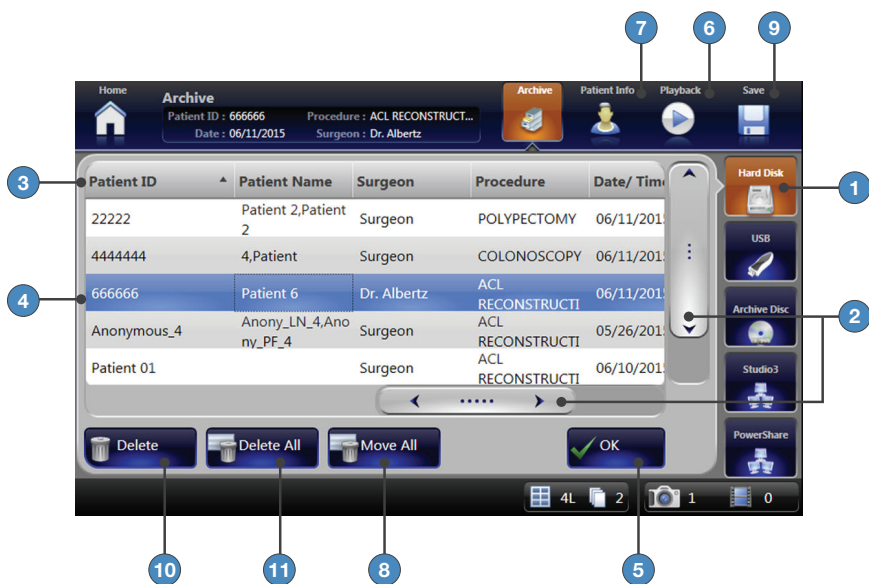 7
6
9
Home
Archive
Patient ID : 666666 Procedure : ACL RECONSTRUCT...
Date : 06/11/2015 Surgeon : Dr. Albertz
Archive
Patient Info
Playback
Save
3
Patient ID Patient Name Surgeon Procedure Date/ Time
22222 Patient 2,Patient 2 Surgeon POLYPECTOMY 06/11/201
4444444 4,Patient Surgeon COLONOSCOPY 06/11/201
4
666666 Patient 6 Dr. Albertz ACL RECONSTRUCTI 06/11/201
Anonymous_4 Anony_LN_4,Ano ny_PF_4 Surgeon ACL RECONSTRUCTI 05/26/201
Patient 01 Surgeon ACL RECONSTRUCTI 06/10/201
Hard Disk
1
USB
Archive Disc
2
Studio3
PowerShare
Delete Delete All Move All OK
4L 2 1 0
10
11
8
5